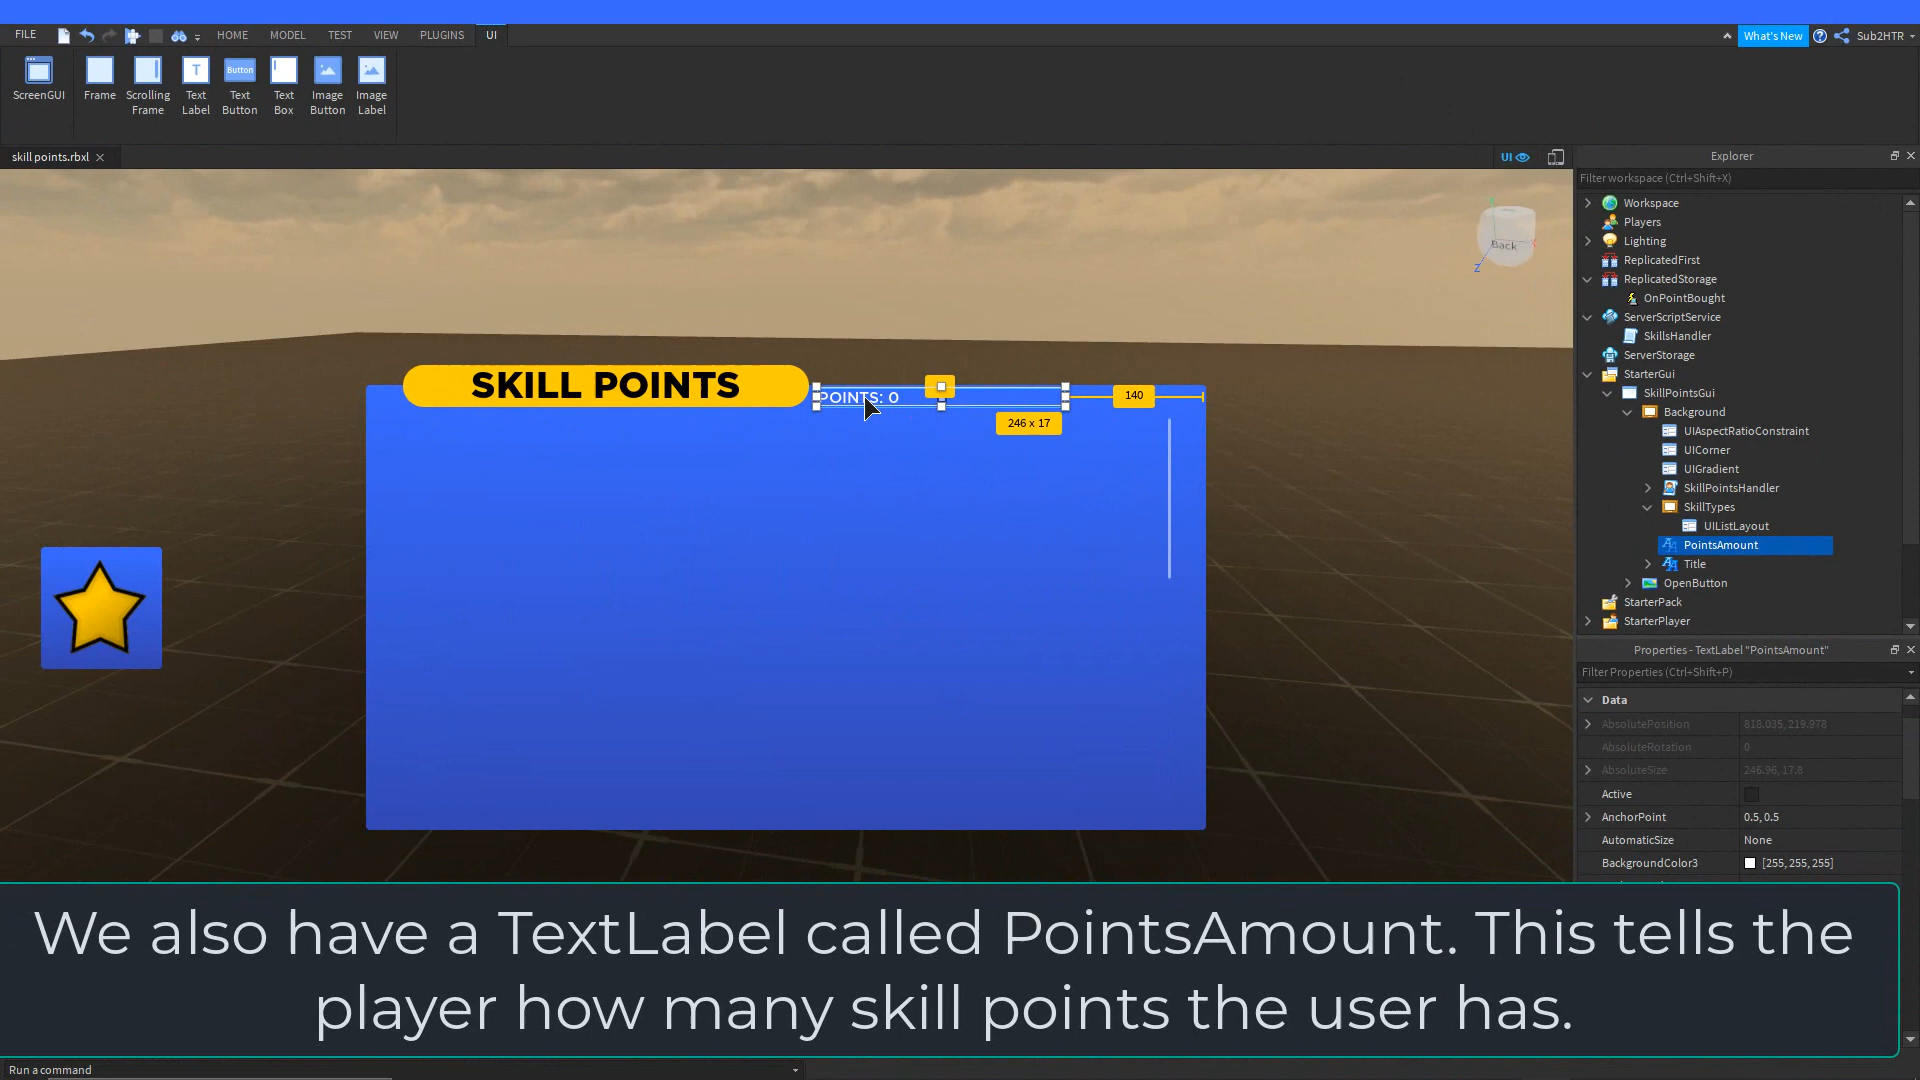 FILE
HOME
MODEL
TEST
VIEW
PLUGINS
UI
What's New
Sub2HTR
ScreenGUI
Frame
Scrolling
Frame
T
Text
Label
Button
Text
Button
Text
Box
Image
Button
Image
Label
skill points.rbxl
UI
Explorer
Filter workspace (Ctrl+Shift+X)
Workspace
Players
Lighting
ReplicatedFirst
ReplicatedStorage
OnPointBought
ServerScriptService
SkillsHandler
ServerStorage
StarterGui
SkillPointsGui
Background
UIAspectRatioConstraint
UICorner
UIGradient
SkillPointsHandler
SkillTypes
UIListLayout
PointsAmount
Title
OpenButton
StarterPack
StarterPlayer
Back
X
Z
SKILL POINTS
POINTS: 0
140
246 x 17
Properties - TextLabel "PointsAmount"
Filter Properties (Ctrl+Shift+P)
Data
AbsolutePosition 818.035, 219.978
AbsoluteRotation 0
AbsoluteSize 246.96, 17.8
Active
AnchorPoint 0.5, 0.5
AutomaticSize None
BackgroundColor3 [255, 255, 255]
We also have a TextLabel called PointsAmount. This tells the
player how many skill points the user has.
Run a command